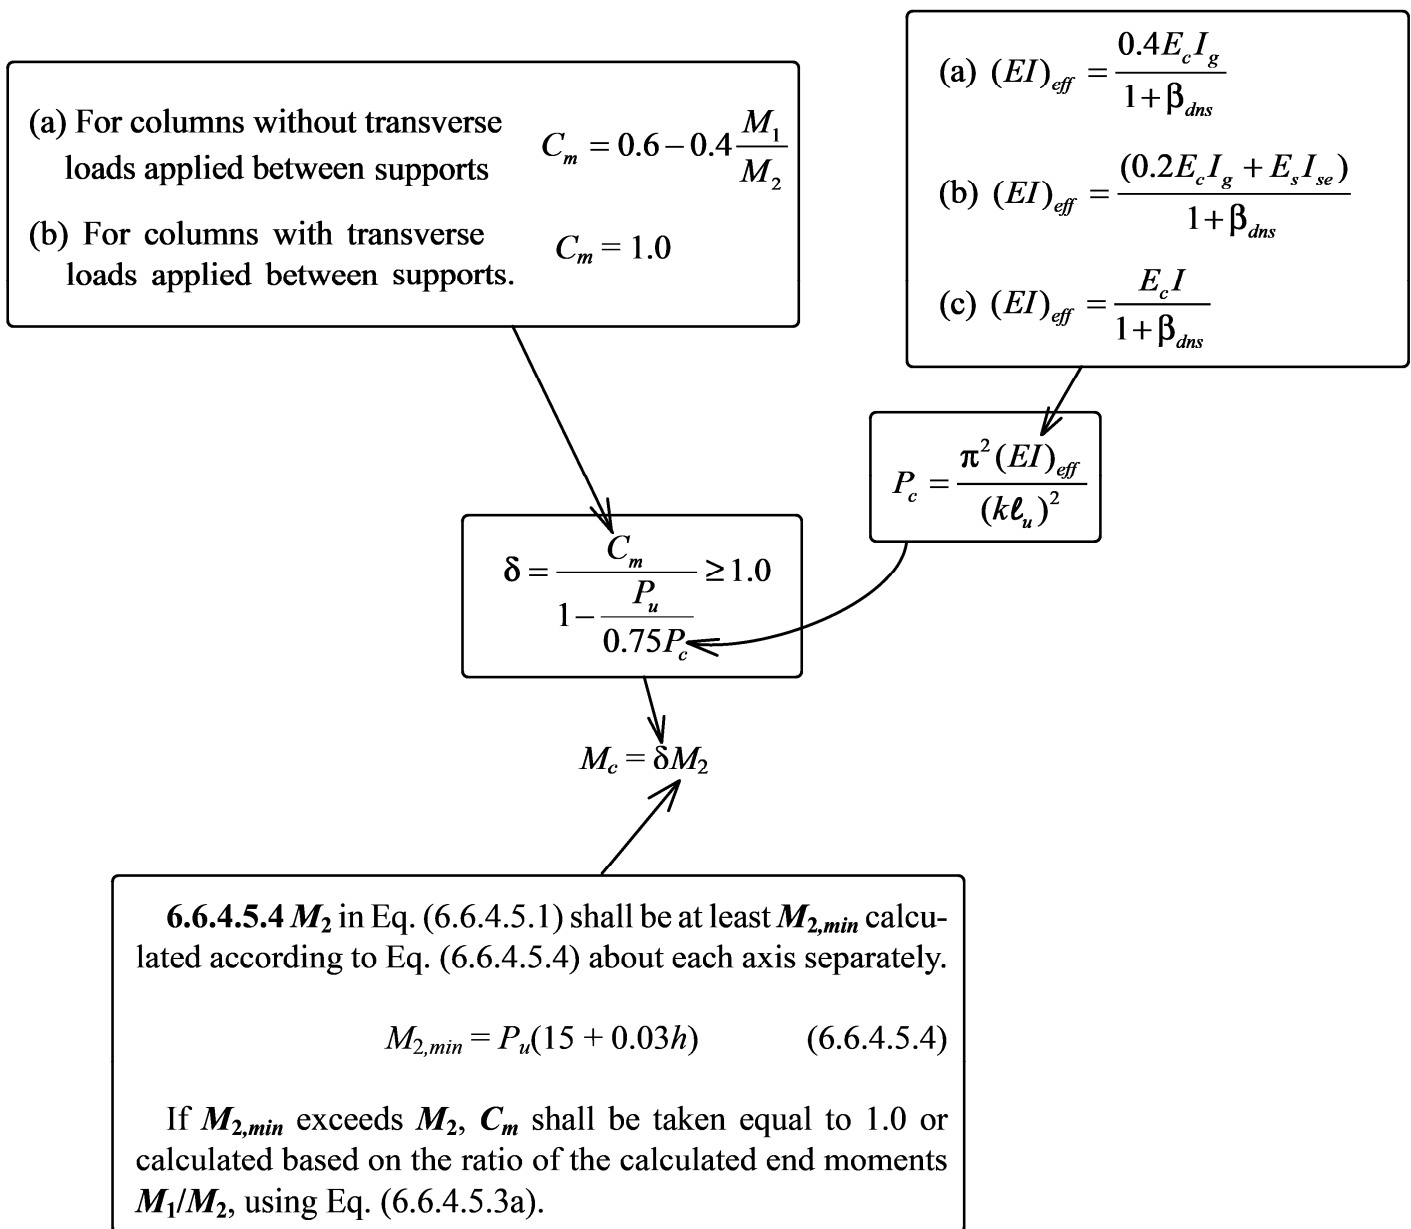 (a) For columns without transverse
loads applied between supports
C_m = 0.6 − 0.4 M_1/M_2
(b) For columns with transverse
loads applied between supports.
C_m = 1.0
(a) (EI)_eff = 0.4E_cI_g / 1+β_dns
(b) (EI)_eff = (0.2E_cI_g + E_sI_se) / 1+β_dns
(c) (EI)_eff = E_cI / 1+β_dns
P_c = π²(EI)_eff / (kℓ_u)²
δ = C_m / (1 − P_u/0.75P_c) ≥ 1.0
M_c = δM_2
6.6.4.5.4 M_2 in Eq. (6.6.4.5.1) shall be at least M_2,min calcu-
lated according to Eq. (6.6.4.5.4) about each axis separately.
M_2,min = P_u(15 + 0.03h) (6.6.4.5.4)
If M_2,min exceeds M_2, C_m shall be taken equal to 1.0 or
calculated based on the ratio of the calculated end moments
M_1/M_2, using Eq. (6.6.4.5.3a).